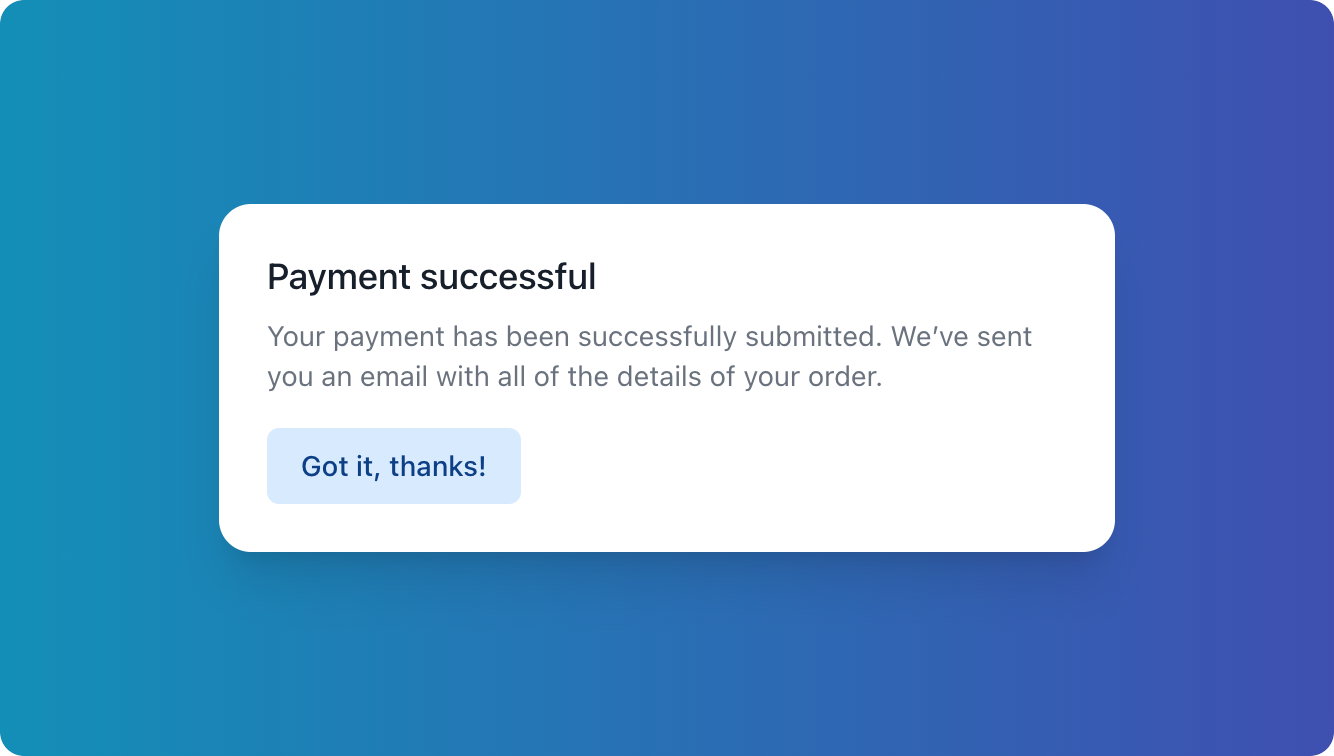 Payment successful
Your payment has been successfully submitted. We’ve sent
you an email with all of the details of your order.
Got it, thanks!